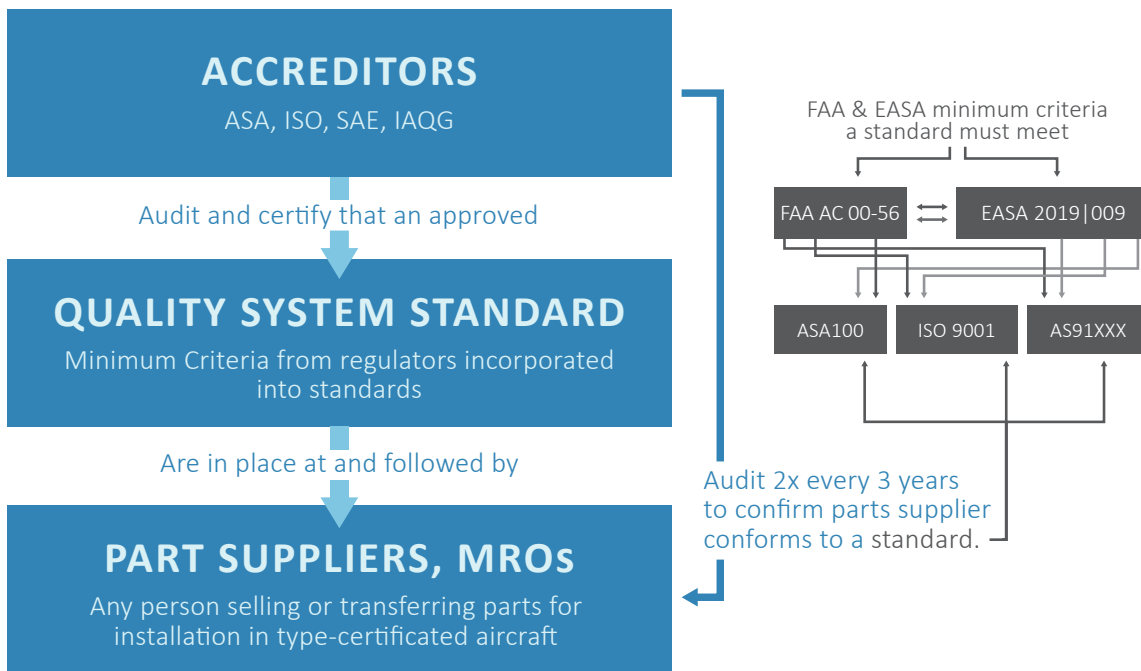 ACCREDITORS
ASA, ISO, SAE, IAQG
Audit and certify that an approved
QUALITY SYSTEM STANDARD
Minimum Criteria from regulators incorporated
into standards
Are in place at and followed by
PART SUPPLIERS, MROs
Any person selling or transferring parts for
installation in type-certificated aircraft
Audit 2x every 3 years
to confirm parts supplier
conforms to a standard.
FAA & EASA minimum criteria
a standard must meet
FAA AC 00-56
EASA 2019|009
ASA100
ISO 9001
AS91XXX